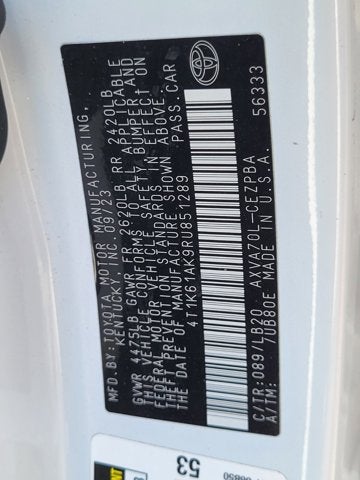 MFD.BY:TOYOTA MOTOR MANUFACTURING,
KENTUCKY, INC. 09/23
GVWR 4475LB GAWR FR 2620LB RR 2420LB
THIS VEHICLE CONFORMS TO ALL APPLICABLE
FEDERAL MOTOR VEHICLE SAFETY, BUMPER AND
THEFT PREVENTION STANDARDS IN EFFECT ON
THE DATE OF MANUFACTURE SHOWN ABOVE.
4T1K61AK9RU851289 PASS.CAR
C/TR:089/LB20 AXVA70L-CEZPBA
A/TM: 7DB80E MADE IN U.S.A. 56333
TOYOTA
53